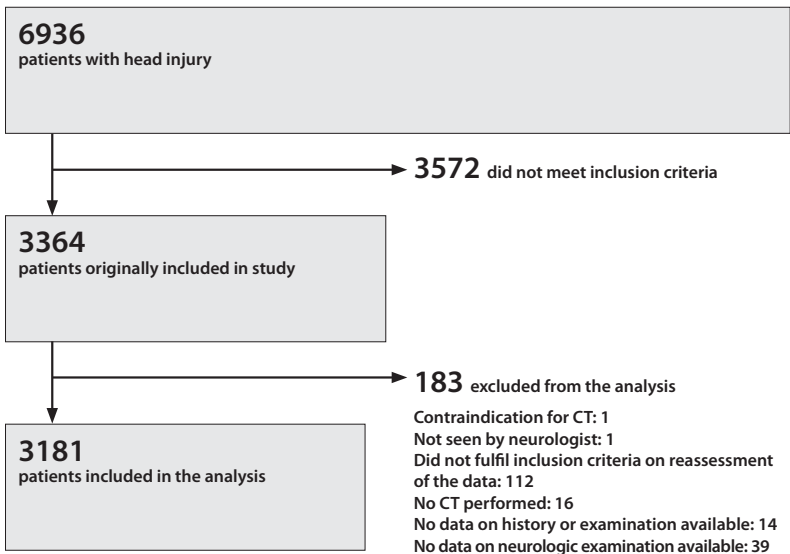 6936
patients with head injury
3572 did not meet inclusion criteria
3364
patients originally included in study
183 excluded from the analysis
Contraindication for CT: 1
Not seen by neurologist: 1
Did not fulfil inclusion criteria on reassessment
of the data: 112
No CT performed: 16
No data on history or examination available: 14
No data on neurologic examination available: 39
3181
patients included in the analysis